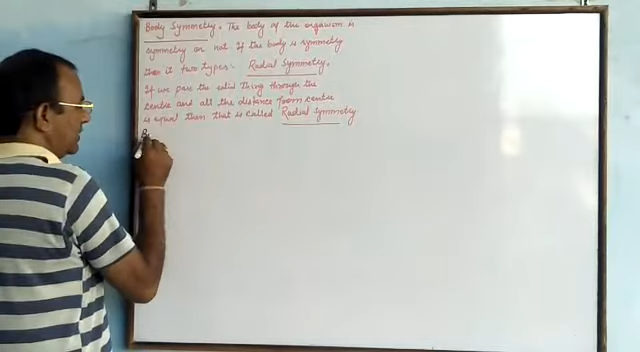 Body Symmetry. The body of the organism is
symmetry or not If the body is symmetry
then it two types:- Radial Symmetry.
If we pass the solid thing through the
centre and all the distance from centre
is equal than that is called Radial Symmetry